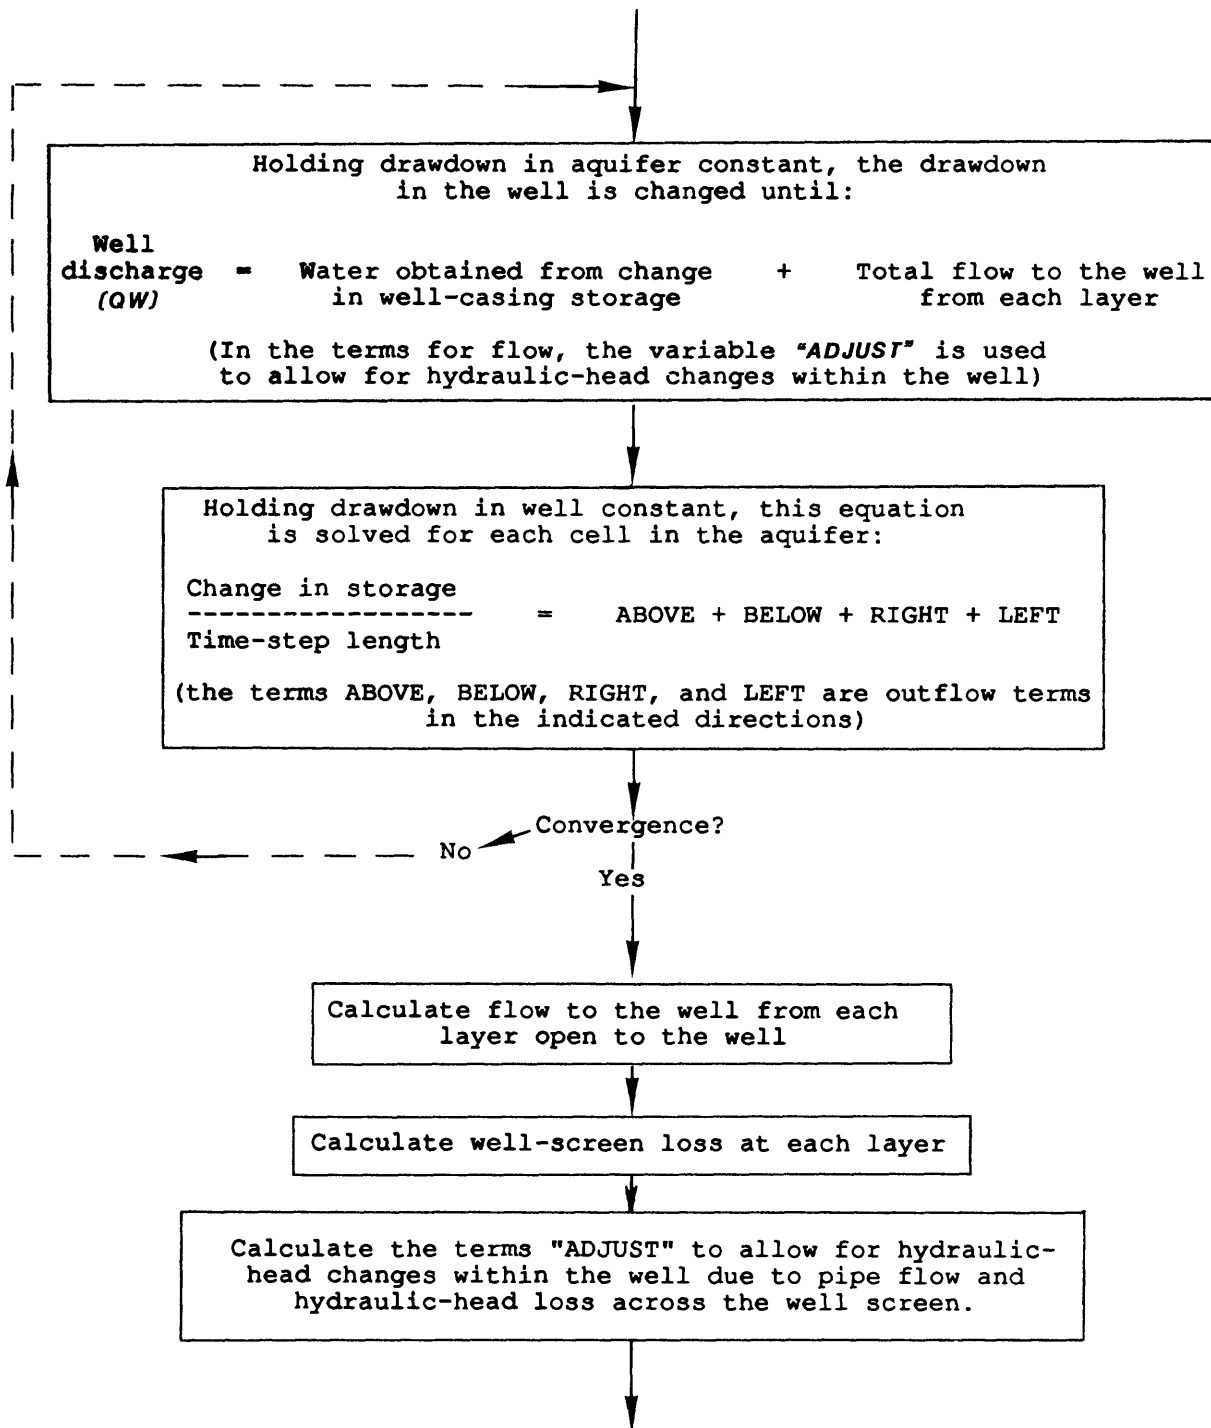 Holding drawdown in aquifer constant, the drawdown
in the well is changed until:
Well
discharge = Water obtained from change + Total flow to the well
(QW) in well-casing storage from each layer
(In the terms for flow, the variable "ADJUST" is used
to allow for hydraulic-head changes within the well)
Holding drawdown in well constant, this equation
is solved for each cell in the aquifer:
Change in storage
------------------ = ABOVE + BELOW + RIGHT + LEFT
Time-step length
(the terms ABOVE, BELOW, RIGHT, and LEFT are outflow terms
in the indicated directions)
Convergence?
No
Yes
Calculate flow to the well from each
layer open to the well
Calculate well-screen loss at each layer
Calculate the terms "ADJUST" to allow for hydraulic-
head changes within the well due to pipe flow and
hydraulic-head loss across the well screen.